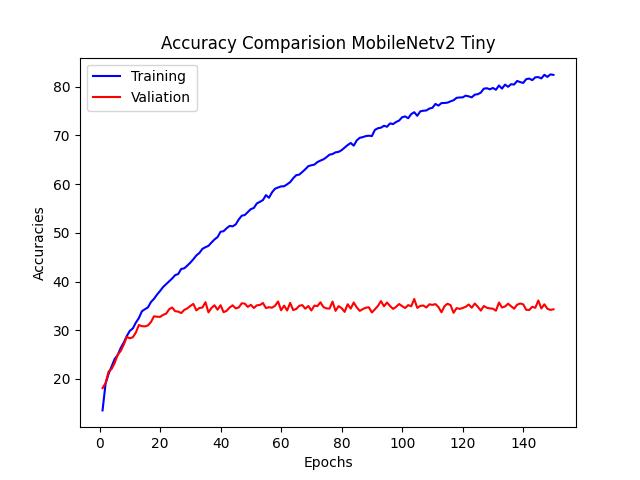 Accuracy Comparision MobileNetv2 Tiny
Training
Valiation
Accuracies
80
70
60
50
40
30
20
0 20 40 60 80 100 120 140
Epochs